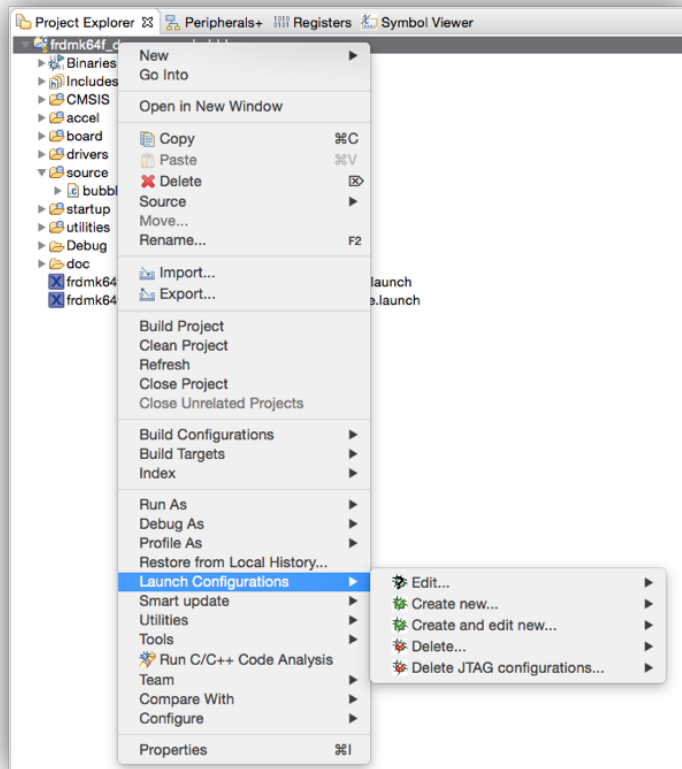 Project Explorer Peripherals+ Registers Symbol Viewer
frdmk64f_d
Binaries
Includes
CMSIS
accel
board
drivers
source
bubbl
startup
utilities
Debug
doc
frdmk64 launch
frdmk64 e.launch
New
Go Into
Open in New Window
Copy ⌘C
Paste ⌘V
Delete ⌦
Source
Move...
Rename... F2
Import...
Export...
Build Project
Clean Project
Refresh
Close Project
Close Unrelated Projects
Build Configurations
Build Targets
Index
Run As
Debug As
Profile As
Restore from Local History...
Launch Configurations
Smart update
Utilities
Tools
Run C/C++ Code Analysis
Team
Compare With
Configure
Properties ⌘I
Edit...
Create new...
Create and edit new...
Delete...
Delete JTAG configurations...